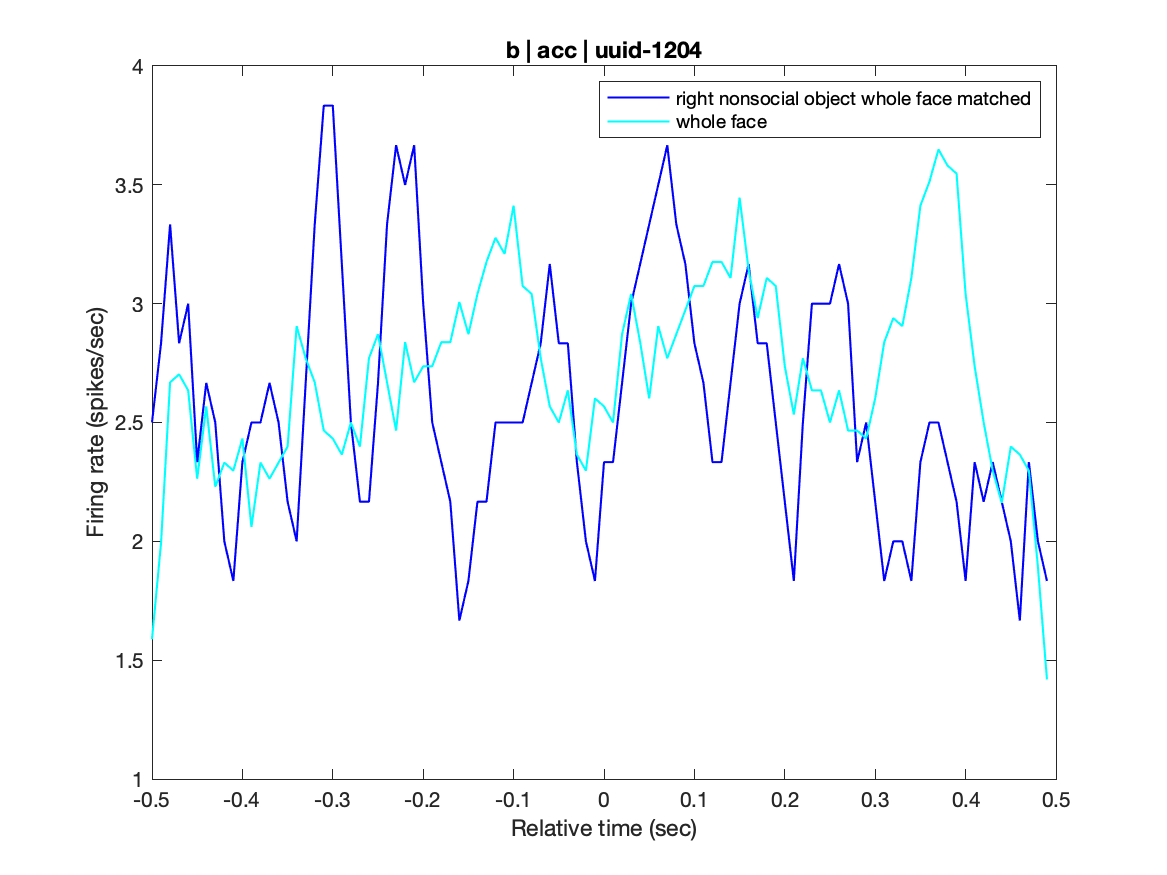 b | acc | uuid-1204
right nonsocial object whole face matched
whole face
Firing rate (spikes/sec)
4
3.5
3
2.5
2
1.5
1
-0.5 -0.4 -0.3 -0.2 -0.1 0 0.1 0.2 0.3 0.4 0.5
Relative time (sec)